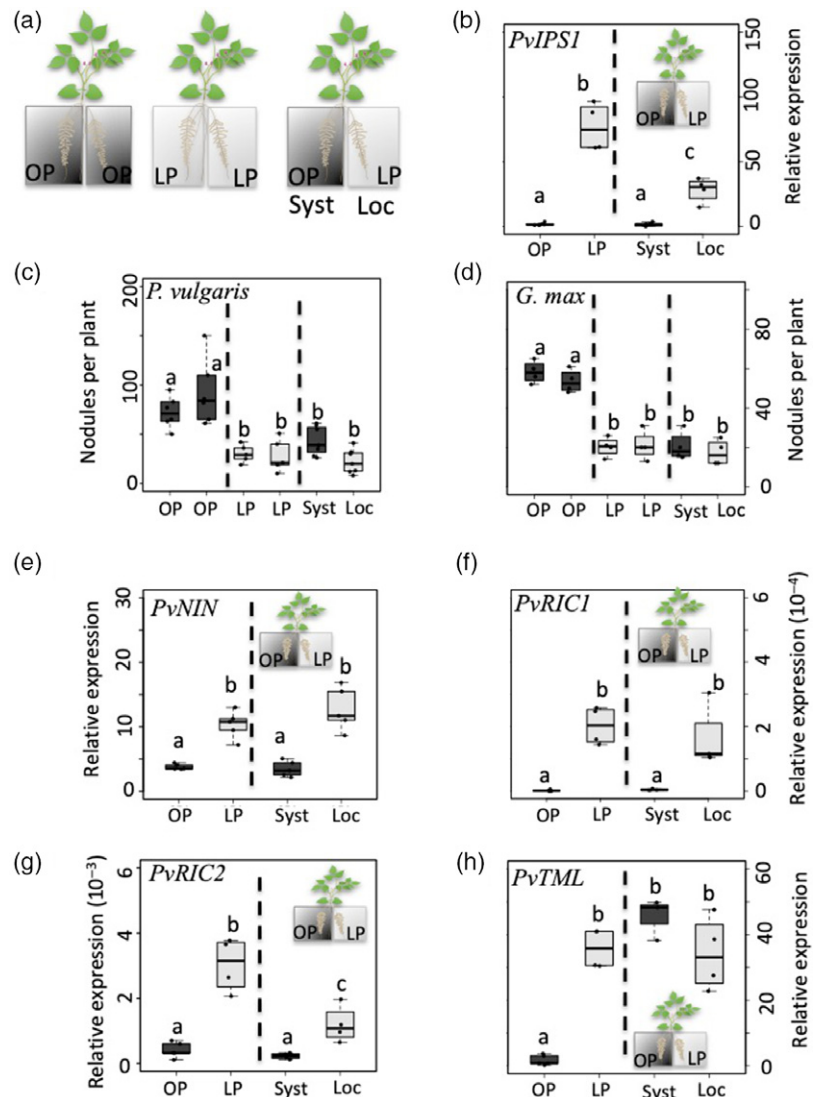 (a)
OP OP LP LP OP LP
Syst Loc
(b)
PvIPS1
150
100
50
0
Relative expression
a b a c
OP LP
OP LP Syst Loc
(c)
P. vulgaris
Nodules per plant
200
100
0
a a b b b b
OP OP LP LP Syst Loc
(d)
G. max
Nodules per plant
80
40
0
a a b b b b
OP OP LP LP Syst Loc
(e)
PvNIN
Relative expression
30
20
10
0
a b a b
OP LP
OP LP Syst Loc
(f)
PvRIC1
Relative expression (10-4)
6
4
2
0
a b a b
OP LP
OP LP Syst Loc
(g)
PvRIC2
Relative expression (10-3)
6
4
2
0
a b a c
OP LP
OP LP Syst Loc
(h)
PvTML
Relative expression
60
40
20
0
a b b b
OP LP
OP LP Syst Loc